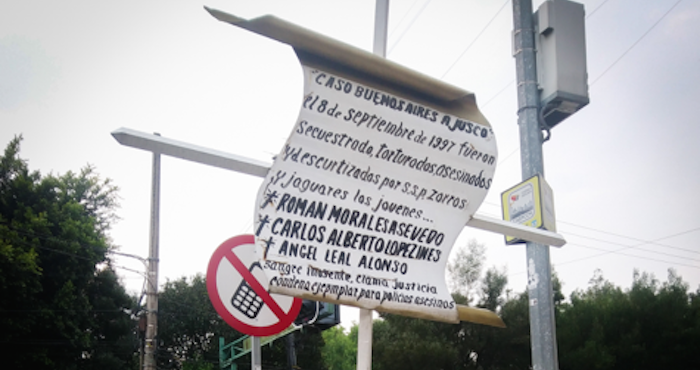 "CASO BUENOS AIRES AJUSCO"
el 8 de septiembre de 1997 fueron
secuestrado, torturados, asesinados
y descurtizados por s.s.p. zorros
y jaguares los jovenes...
ROMAN MORALES ASEVEDO
CARLOS ALBERTO LOPEZ INES
ANGEL LEAL ALONSO
sangre inosente, clama justicia
condena ejemplar para policias asesinos